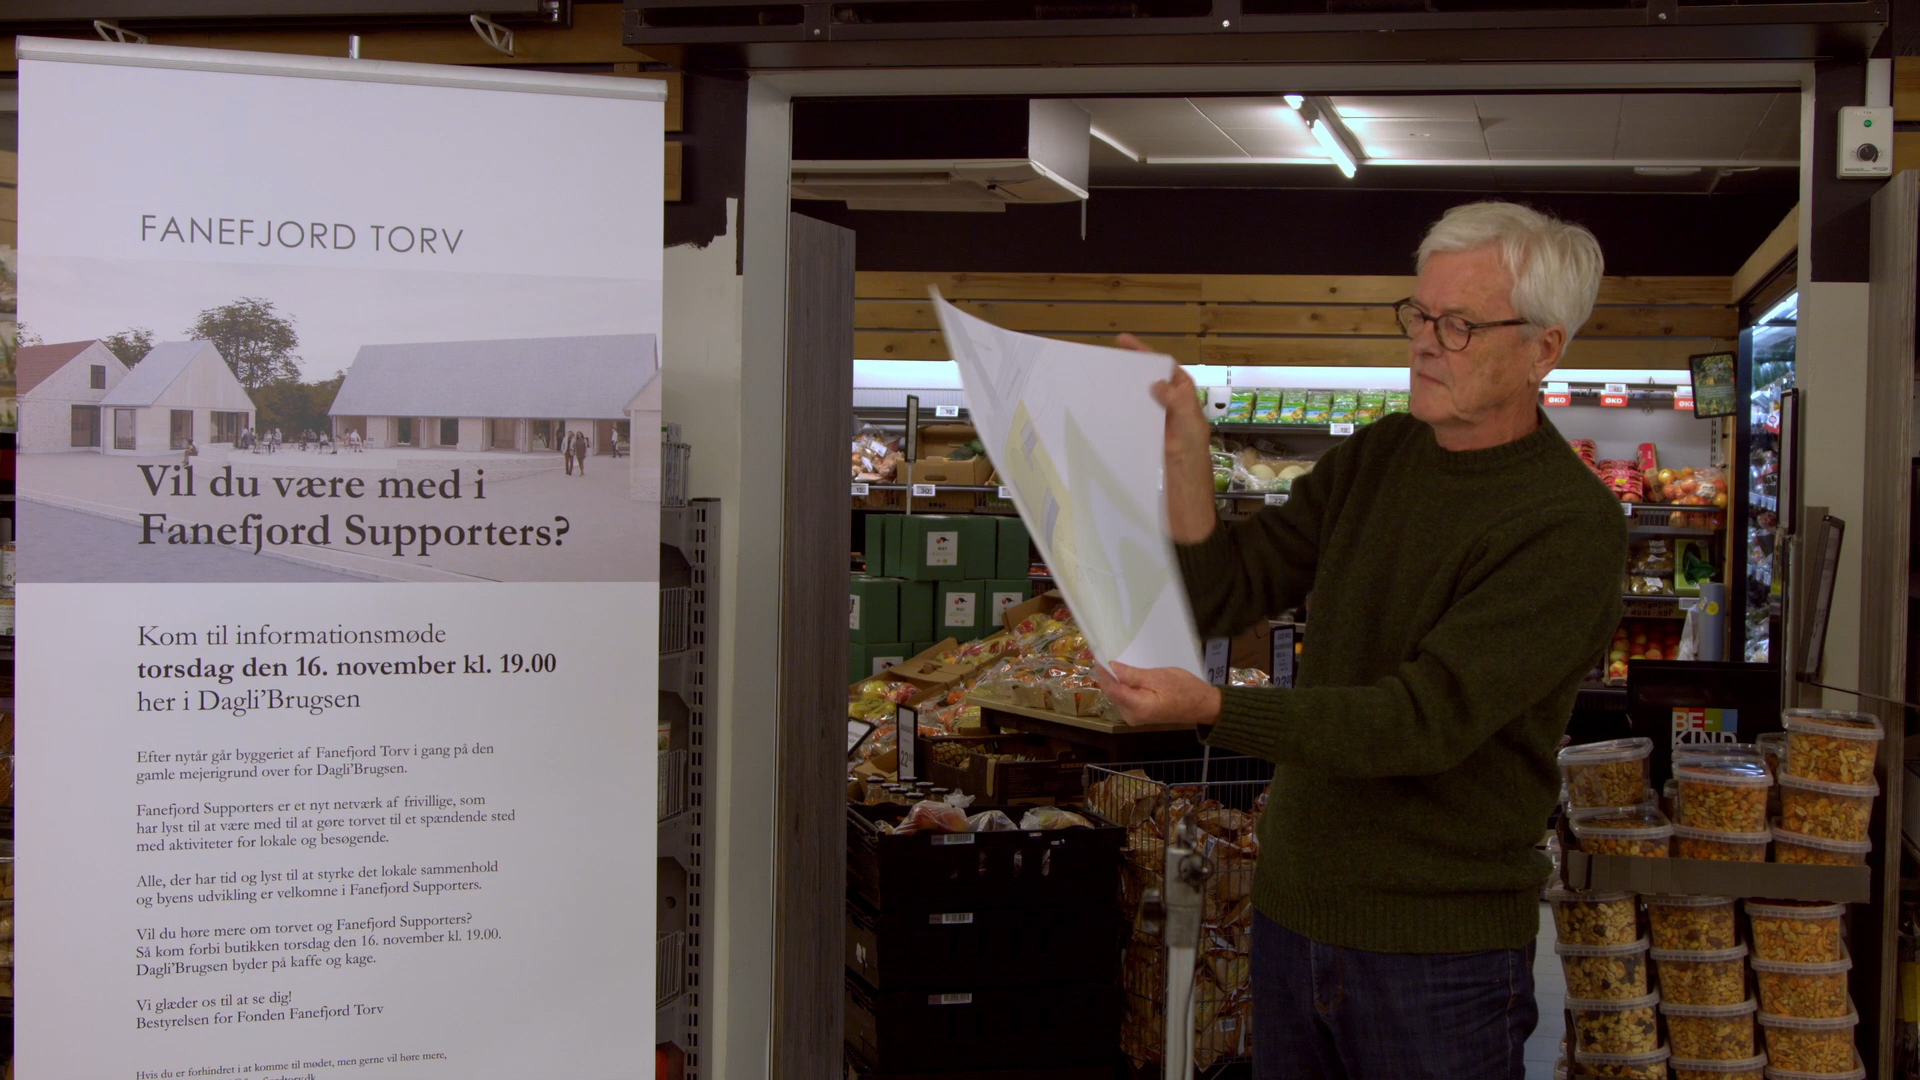 FANEFJORD TORV
Vil du være med i
Fanefjord Supporters?
Kom til informationsmøde
torsdag den 16. november kl. 19.00
her i Dagli'Brugsen
Efter nytår går byggeriet af Fanefjord Torv i gang på den
gamle mejerigrund over for Dagli'Brugsen.
Fanefjord Supporters er et nyt netværk af frivillige, som
har lyst til at være med til at gøre torvet til et spændende sted
med aktiviteter for lokale og besøgende.
Alle, der har tid og lyst til at styrke det lokale sammenhold
og byens udvikling er velkomne i Fanefjord Supporters.
Vil du høre mere om torvet og Fanefjord Supporters?
Så kom forbi butikken torsdag den 16. november kl. 19.00.
Dagli'Brugsen byder på kaffe og kage.
Vi glæder os til at se dig!
Bestyrelsen for Fonden Fanefjord Torv
Hvis du er forhindret i at komme til mødet, men gerne vil høre mere,
ØKO
ØKO
ØKO
BE-
KIND